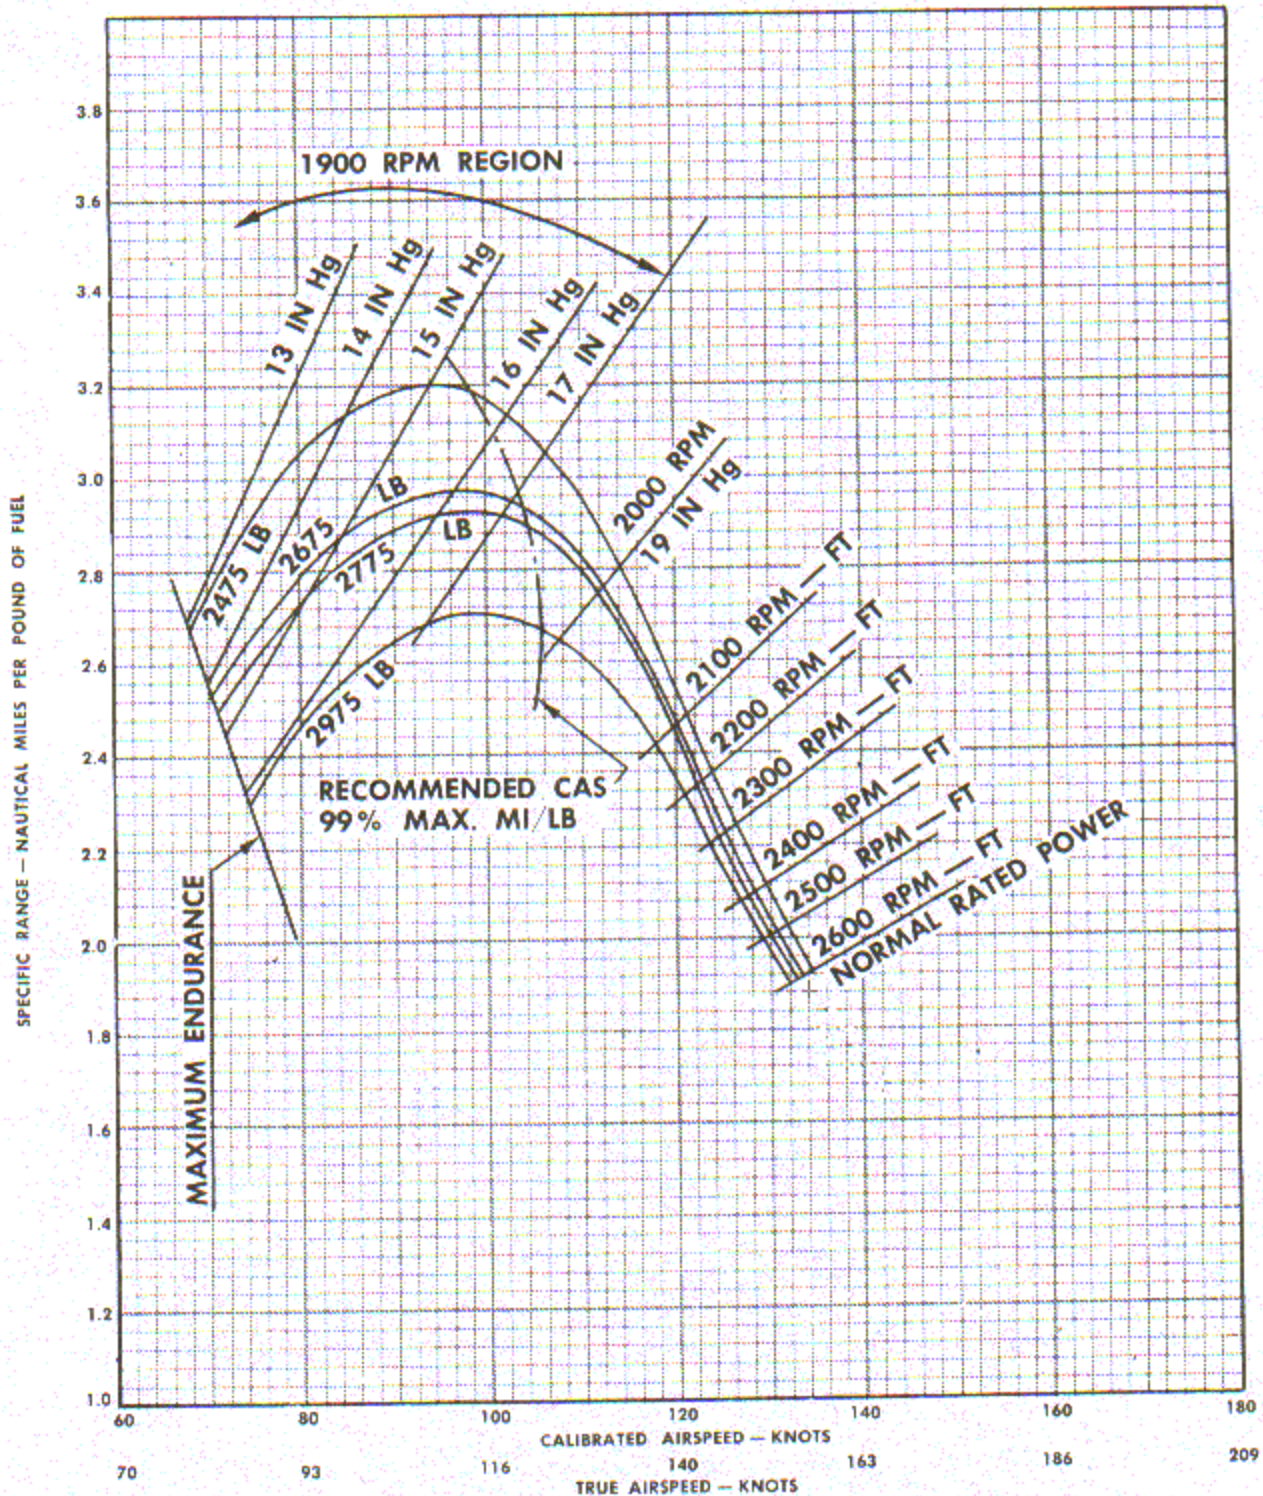 3.8
1900 RPM REGION
3.6
3.4
13 IN Hg
14 IN Hg
15 IN Hg
16 IN Hg
17 IN Hg
3.2
2000 RPM
19 IN Hg
3.0
2475 LB
2675 LB
2775 LB
2.8
2975 LB
2.6
2100 RPM — FT
2200 RPM — FT
2300 RPM — FT
2400 RPM — FT
2500 RPM — FT
2600 RPM — FT
NORMAL RATED POWER
2.4
RECOMMENDED CAS
99% MAX. MI/LB
2.2
2.0
MAXIMUM ENDURANCE
1.8
1.6
1.4
1.2
1.0
SPECIFIC RANGE — NAUTICAL MILES PER POUND OF FUEL
60 80 100 120 140 160 180
CALIBRATED AIRSPEED — KNOTS
70 93 116 140 163 186 209
TRUE AIRSPEED — KNOTS